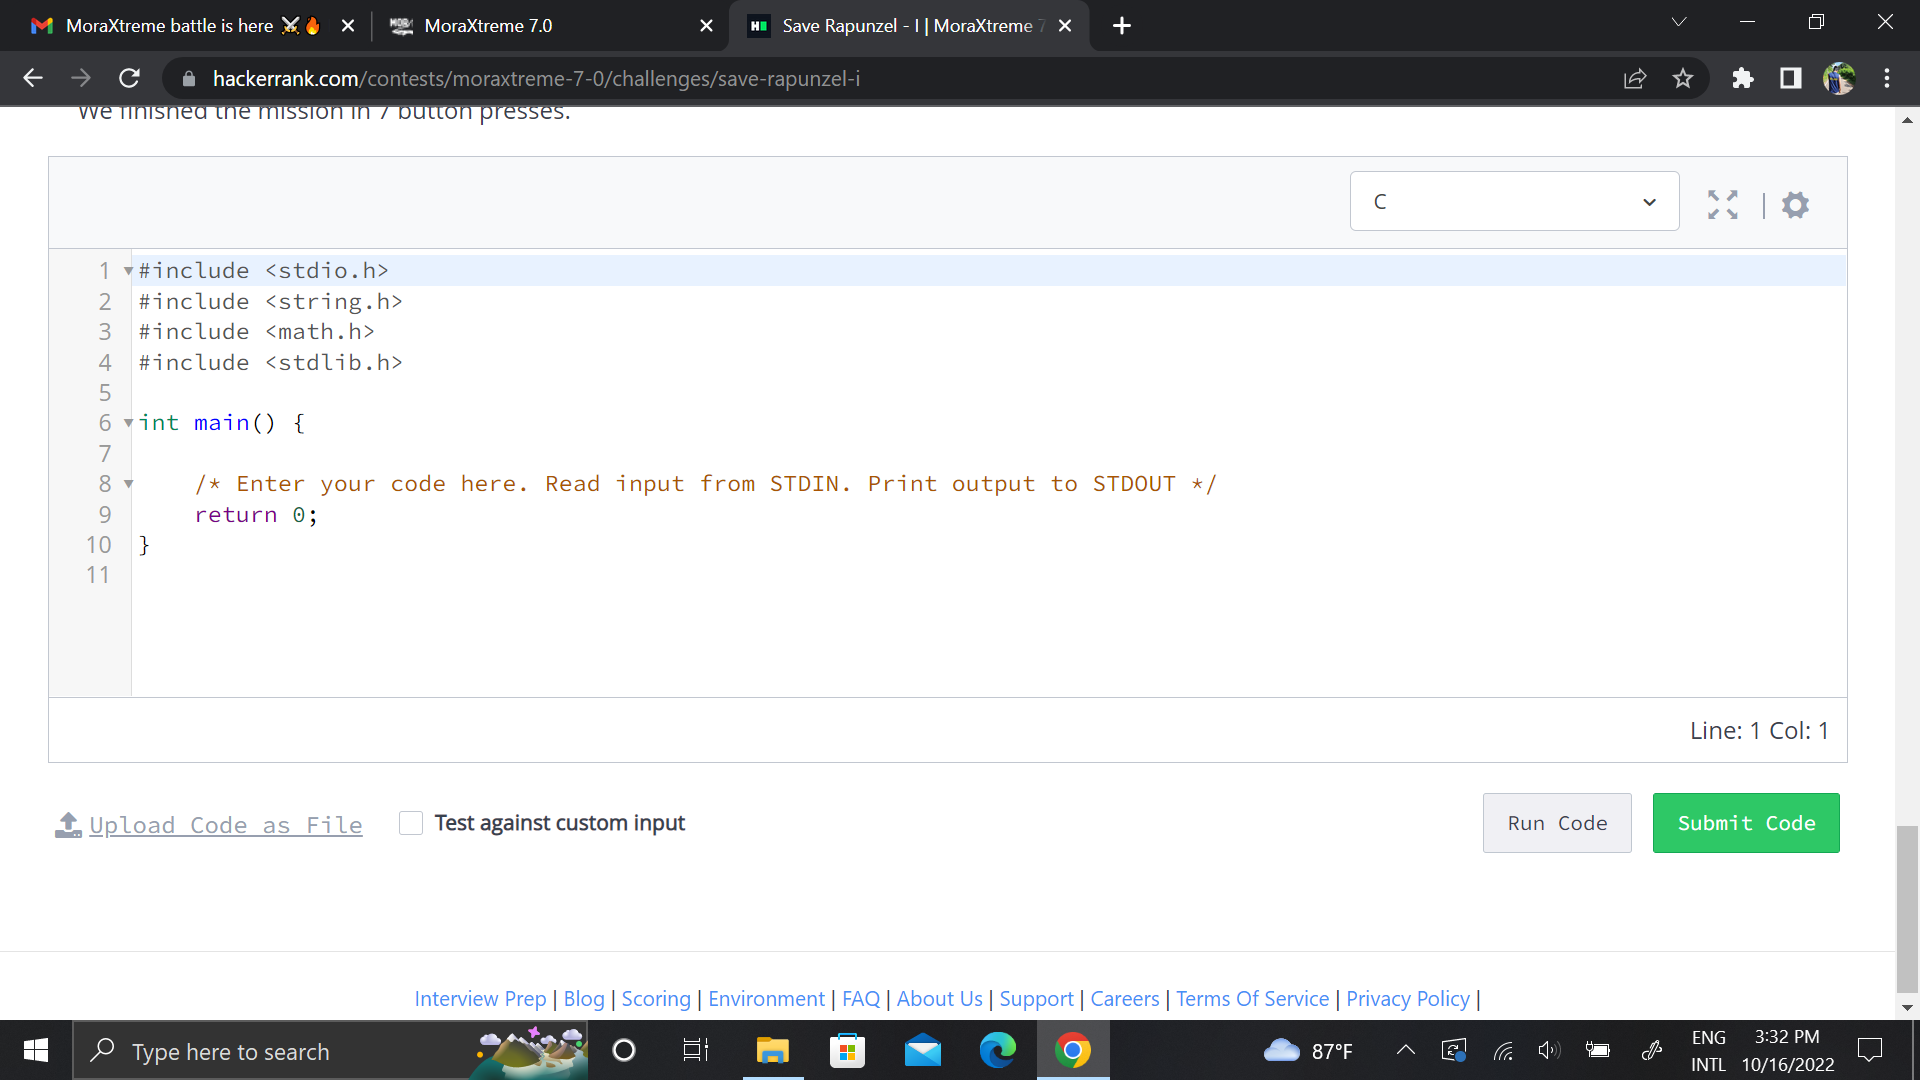 MoraXtreme battle is here ⚔🔥
MoraXtreme 7.0
Save Rapunzel - I | MoraXtreme 7
hackerrank.com/contests/moraxtreme-7-0/challenges/save-rapunzel-i
We finished the mission in 7 button presses.
C
1 #include <stdio.h>
2 #include <string.h>
3 #include <math.h>
4 #include <stdlib.h>
5
6 int main() {
7
8 /* Enter your code here. Read input from STDIN. Print output to STDOUT */
9 return 0;
10 }
11
Line: 1 Col: 1
Upload Code as File
Test against custom input
Run Code
Submit Code
Interview Prep | Blog | Scoring | Environment | FAQ | About Us | Support | Careers | Terms Of Service | Privacy Policy |
Type here to search
87°F
ENG
INTL
3:32 PM
10/16/2022